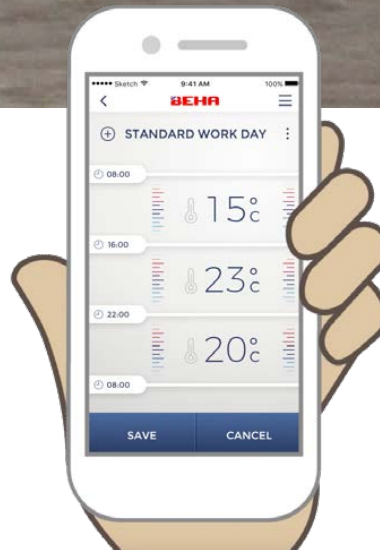 Sketch 9:41 AM 100%
BEHA
STANDARD WORK DAY
08:00
15°c
16:00
23°c
22:00
20°c
08:00
SAVE CANCEL